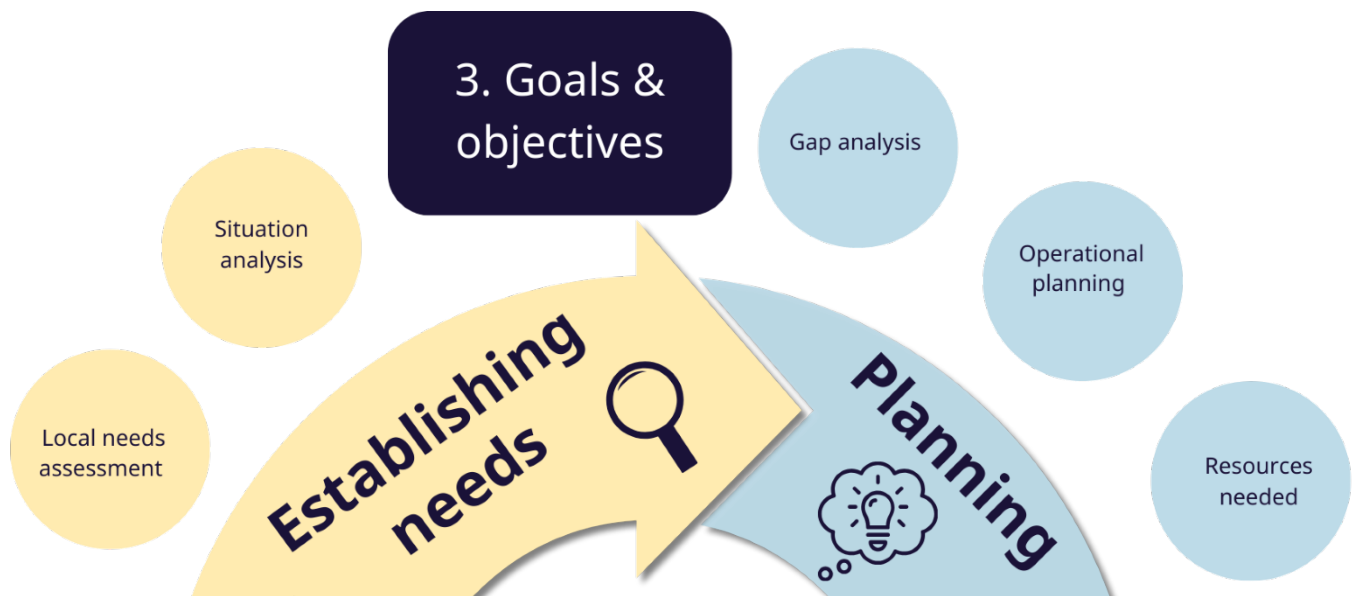 3. Goals &
objectives
Gap analysis
Situation
analysis
Operational
planning
Local needs
assessment
Establishing
needs
Planning
Resources
needed